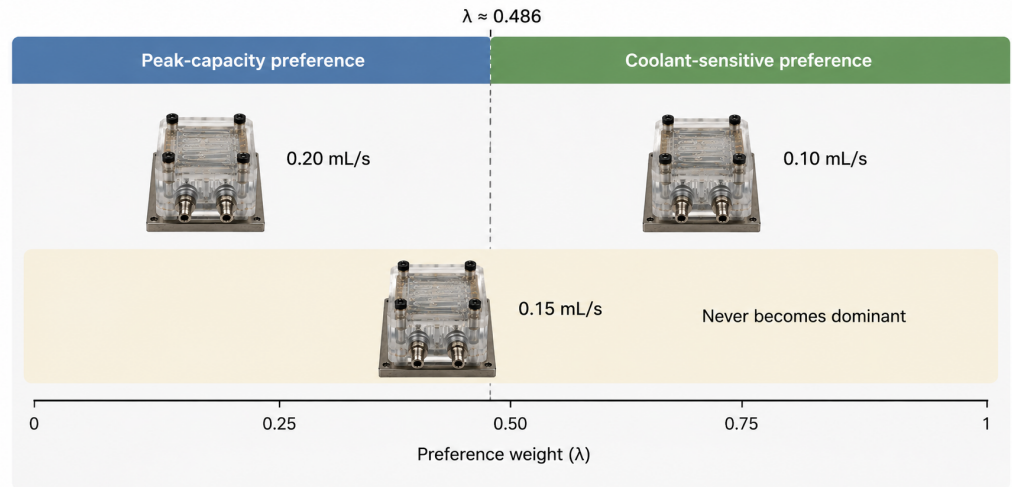 λ ≈ 0.486
Peak-capacity preference
Coolant-sensitive preference
0.20 mL/s
0.10 mL/s
0.15 mL/s
Never becomes dominant
0
0.25
0.50
0.75
1
Preference weight (λ)